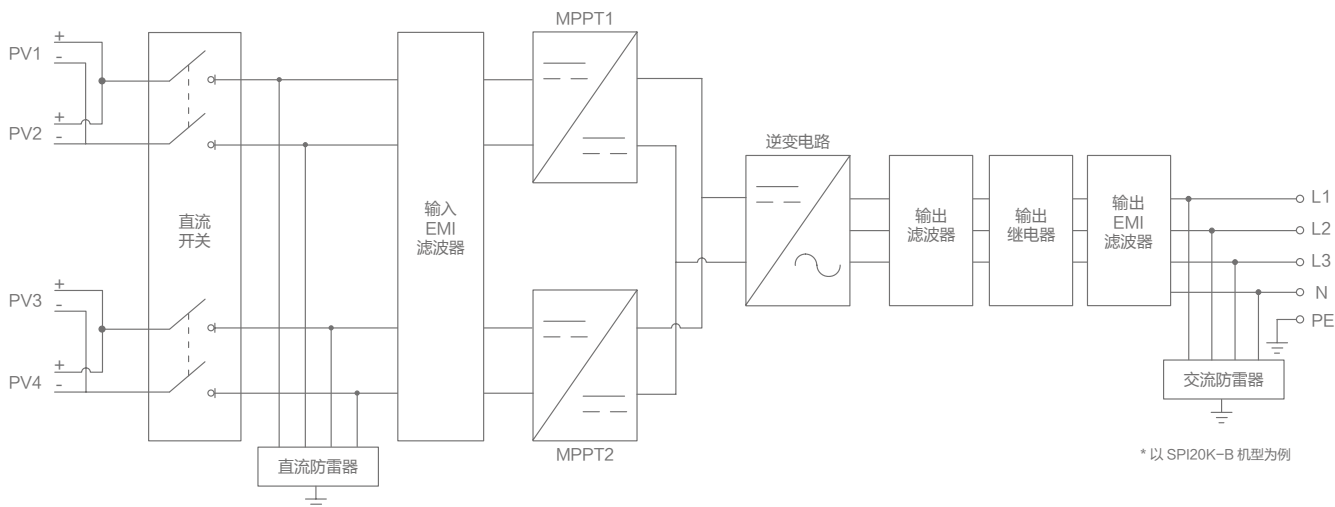 MPPT1
PV1
+
-
PV2
+
-
直流
开关
输入
EMI
滤波器
逆变电路
输出
滤波器
输出
继电器
输出
EMI
滤波器
L1
L2
L3
N
PE
PV3
+
-
PV4
+
-
直流防雷器
MPPT2
交流防雷器
* 以 SPI20K-B 机型为例